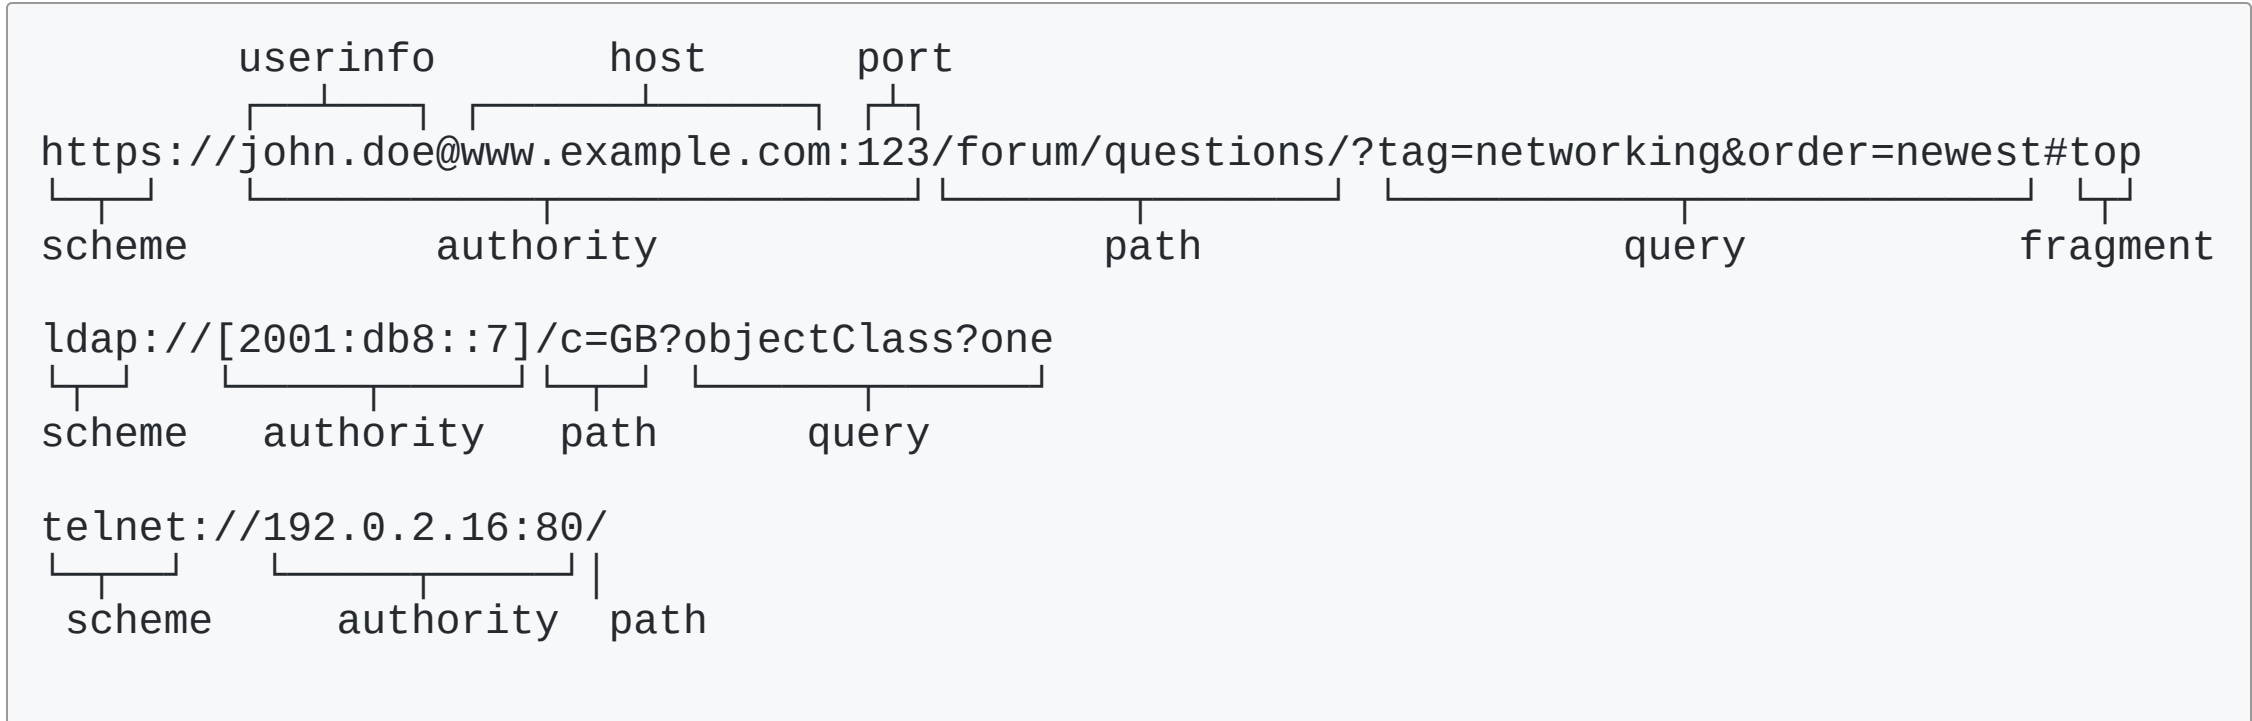 userinfo host port
https://john.doe@www.example.com:123/forum/questions/?tag=networking&order=newest#top
scheme authority path query fragment
ldap://[2001:db8::7]/c=GB?objectClass?one
scheme authority path query
telnet://192.0.2.16:80/
scheme authority path